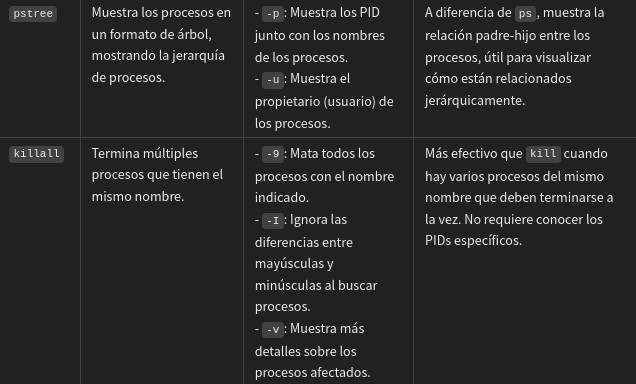 pstree
Muestra los procesos en
un formato de árbol,
mostrando la jerarquía
de procesos.
- -p: Muestra los PID
junto con los nombres
de los procesos.
- -u: Muestra el
propietario (usuario) de
los procesos.
A diferencia de ps, muestra la
relación padre-hijo entre los
procesos, útil para visualizar
cómo están relacionados
jerárquicamente.
killall
Termina múltiples
procesos que tienen el
mismo nombre.
- -9: Mata todos los
procesos con el nombre
indicado.
- -I: Ignora las
diferencias entre
mayúsculas y
minúsculas al buscar
procesos.
- -v: Muestra más
detalles sobre los
procesos afectados.
Más efectivo que kill cuando
hay varios procesos del mismo
nombre que deben terminarse a
la vez. No requiere conocer los
PIDs específicos.